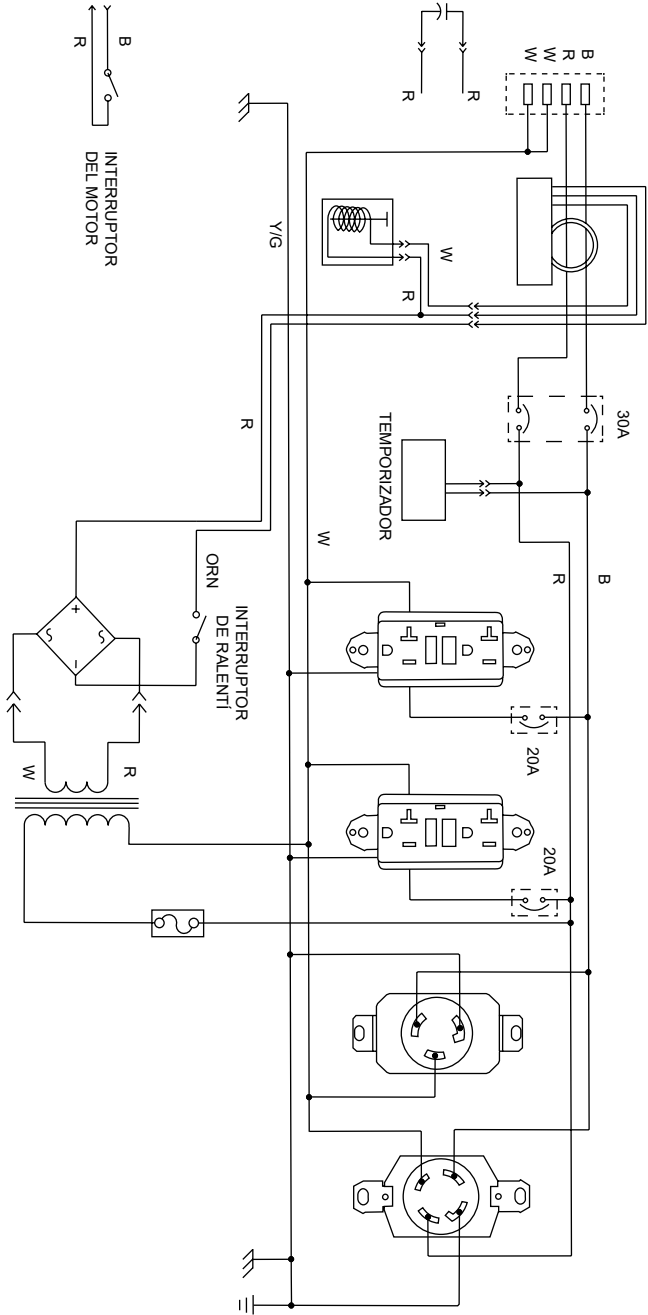 B
R
INTERRUPTOR
DEL MOTOR
R
R
W
W
R
B
Y/G
W
R
R
30A
TEMPORIZADOR
W
R
B
ORN
INTERRUPTOR
DE RALENTÍ
+
-
W
R
20A
20A